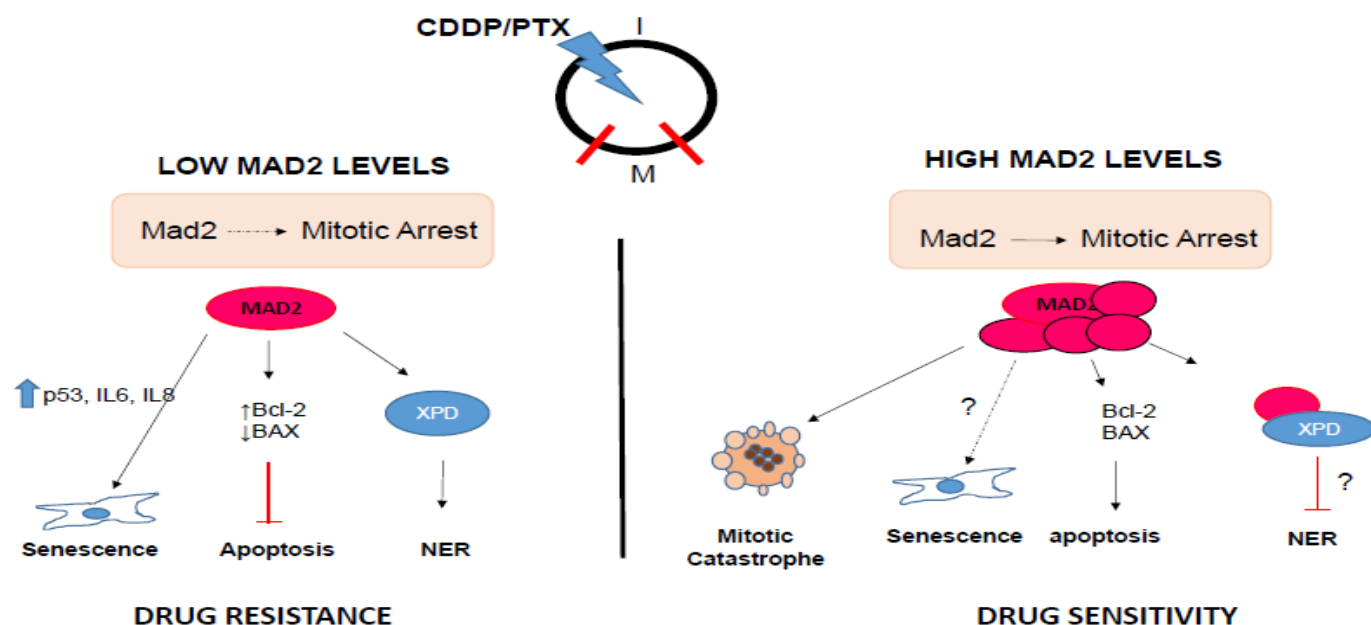 CDDP/PTX
I
M
LOW MAD2 LEVELS
Mad2
Mitotic Arrest
MAD2
p53, IL6, IL8
↑Bcl-2
↓BAX
XPD
Senescence
Apoptosis
NER
DRUG RESISTANCE
HIGH MAD2 LEVELS
Mad2
Mitotic Arrest
MAD2
?
Bcl-2
BAX
XPD
?
Mitotic
Catastrophe
Senescence
apoptosis
NER
DRUG SENSITIVITY